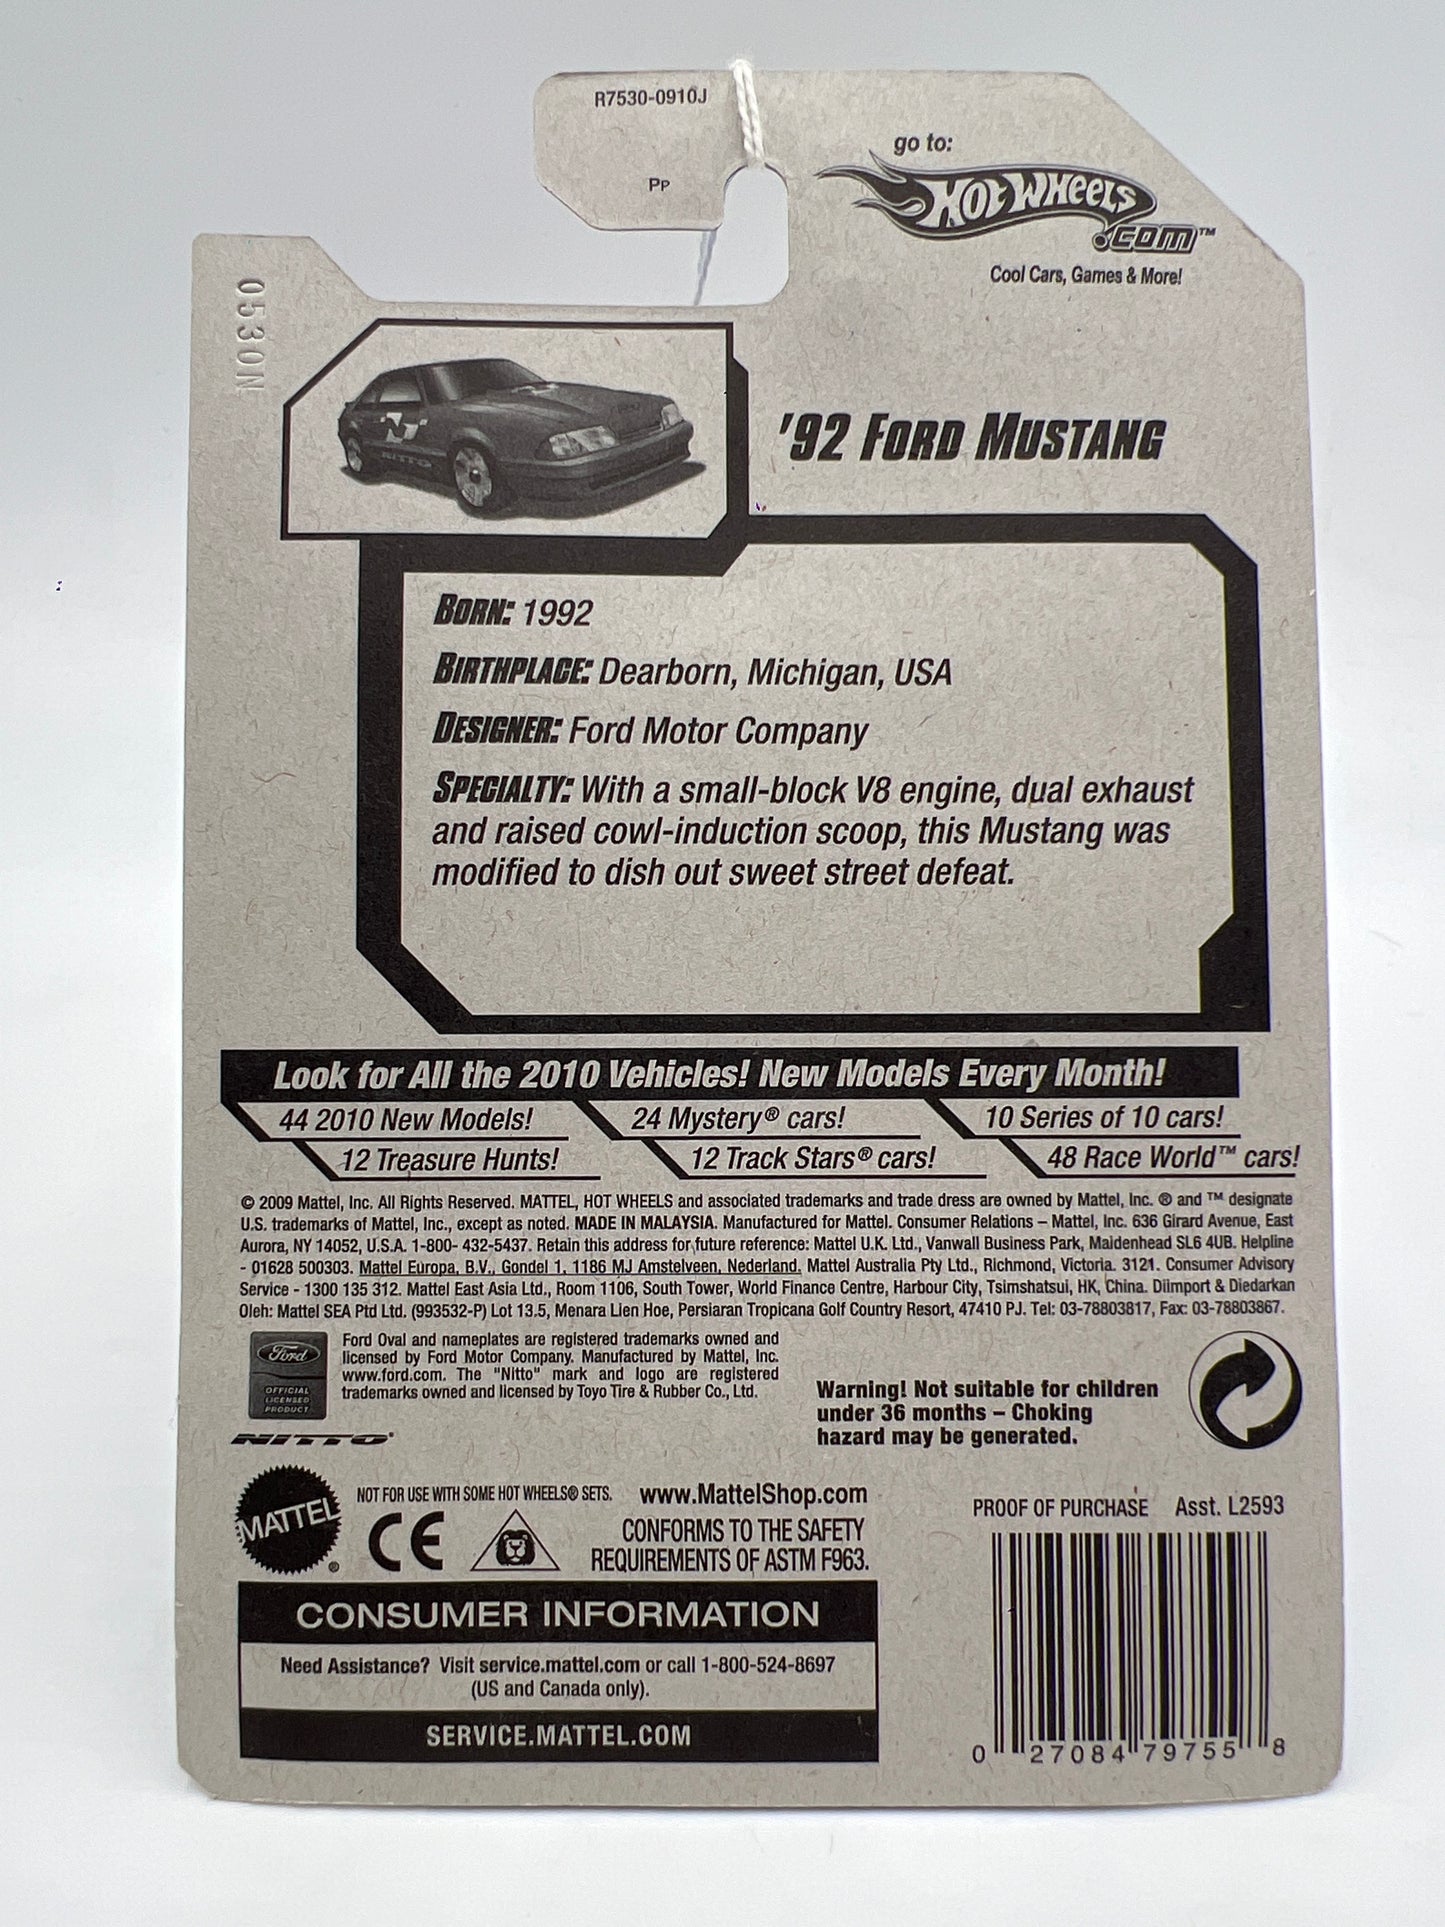 R7530-0910J
PP
go to:
HOT WHEELS
.COM™
Cool Cars, Games & More!
0530N
NITTO
'92 FORD MUSTANG
BORN: 1992
BIRTHPLACE: Dearborn, Michigan, USA
DESIGNER: Ford Motor Company
SPECIALTY: With a small-block V8 engine, dual exhaust
and raised cowl-induction scoop, this Mustang was
modified to dish out sweet street defeat.
Look for All the 2010 Vehicles! New Models Every Month!
44 2010 New Models! 24 Mystery® cars! 10 Series of 10 cars!
12 Treasure Hunts! 12 Track Stars® cars! 48 Race World™ cars!
© 2009 Mattel, Inc. All Rights Reserved. MATTEL, HOT WHEELS and associated trademarks and trade dress are owned by Mattel, Inc. ® and ™ designate
U.S. trademarks of Mattel, Inc., except as noted. MADE IN MALAYSIA. Manufactured for Mattel. Consumer Relations – Mattel, Inc. 636 Girard Avenue, East
Aurora, NY 14052, U.S.A. 1-800- 432-5437. Retain this address for future reference: Mattel U.K. Ltd., Vanwall Business Park, Maidenhead SL6 4UB. Helpline
- 01628 500303. Mattel Europa, B.V., Gondel 1, 1186 MJ Amstelveen, Nederland. Mattel Australia Pty Ltd., Richmond, Victoria. 3121. Consumer Advisory
Service - 1300 135 312. Mattel East Asia Ltd., Room 1106, South Tower, World Finance Centre, Harbour City, Tsimshatsui, HK, China. Diimport & Diedarkan
Oleh: Mattel SEA Ptd Ltd. (993532-P) Lot 13.5, Menara Lien Hoe, Persiaran Tropicana Golf Country Resort, 47410 PJ. Tel: 03-78803817, Fax: 03-78803867.
Ford
OFFICIAL
LICENSED
PRODUCT
Ford Oval and nameplates are registered trademarks owned and
licensed by Ford Motor Company. Manufactured by Mattel, Inc.
www.ford.com. The "Nitto" mark and logo are registered
trademarks owned and licensed by Toyo Tire & Rubber Co., Ltd.
NITTO®
Warning! Not suitable for children
under 36 months – Choking
hazard may be generated.
MATTEL®
NOT FOR USE WITH SOME HOT WHEELS® SETS. www.MattelShop.com
CE
CONFORMS TO THE SAFETY
REQUIREMENTS OF ASTM F963.
PROOF OF PURCHASE Asst. L2593
CONSUMER INFORMATION
Need Assistance? Visit service.mattel.com or call 1-800-524-8697
(US and Canada only).
SERVICE.MATTEL.COM
0 27084 79755 8